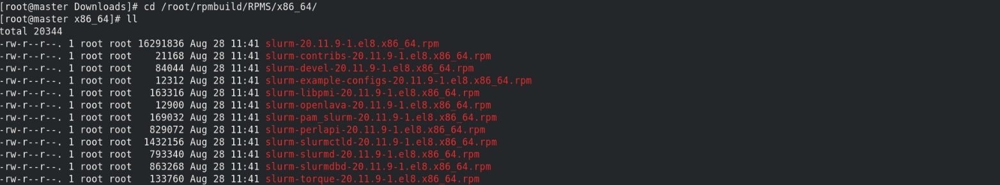 [root@master Downloads]# cd /root/rpmbuild/RPMS/x86_64/
[root@master x86_64]# ll
total 20344
-rw-r--r--. 1 root root 16291836 Aug 28 11:41 slurm-20.11.9-1.el8.x86_64.rpm
-rw-r--r--. 1 root root    21168 Aug 28 11:41 slurm-contribs-20.11.9-1.el8.x86_64.rpm
-rw-r--r--. 1 root root    84044 Aug 28 11:41 slurm-devel-20.11.9-1.el8.x86_64.rpm
-rw-r--r--. 1 root root    12312 Aug 28 11:41 slurm-example-configs-20.11.9-1.el8.x86_64.rpm
-rw-r--r--. 1 root root   163316 Aug 28 11:41 slurm-libpmi-20.11.9-1.el8.x86_64.rpm
-rw-r--r--. 1 root root    12900 Aug 28 11:41 slurm-openlava-20.11.9-1.el8.x86_64.rpm
-rw-r--r--. 1 root root   169032 Aug 28 11:41 slurm-pam_slurm-20.11.9-1.el8.x86_64.rpm
-rw-r--r--. 1 root root   829072 Aug 28 11:41 slurm-perlapi-20.11.9-1.el8.x86_64.rpm
-rw-r--r--. 1 root root  1432156 Aug 28 11:41 slurm-slurmctld-20.11.9-1.el8.x86_64.rpm
-rw-r--r--. 1 root root   793340 Aug 28 11:41 slurm-slurmd-20.11.9-1.el8.x86_64.rpm
-rw-r--r--. 1 root root   863268 Aug 28 11:41 slurm-slurmdbd-20.11.9-1.el8.x86_64.rpm
-rw-r--r--. 1 root root   133760 Aug 28 11:41 slurm-torque-20.11.9-1.el8.x86_64.rpm